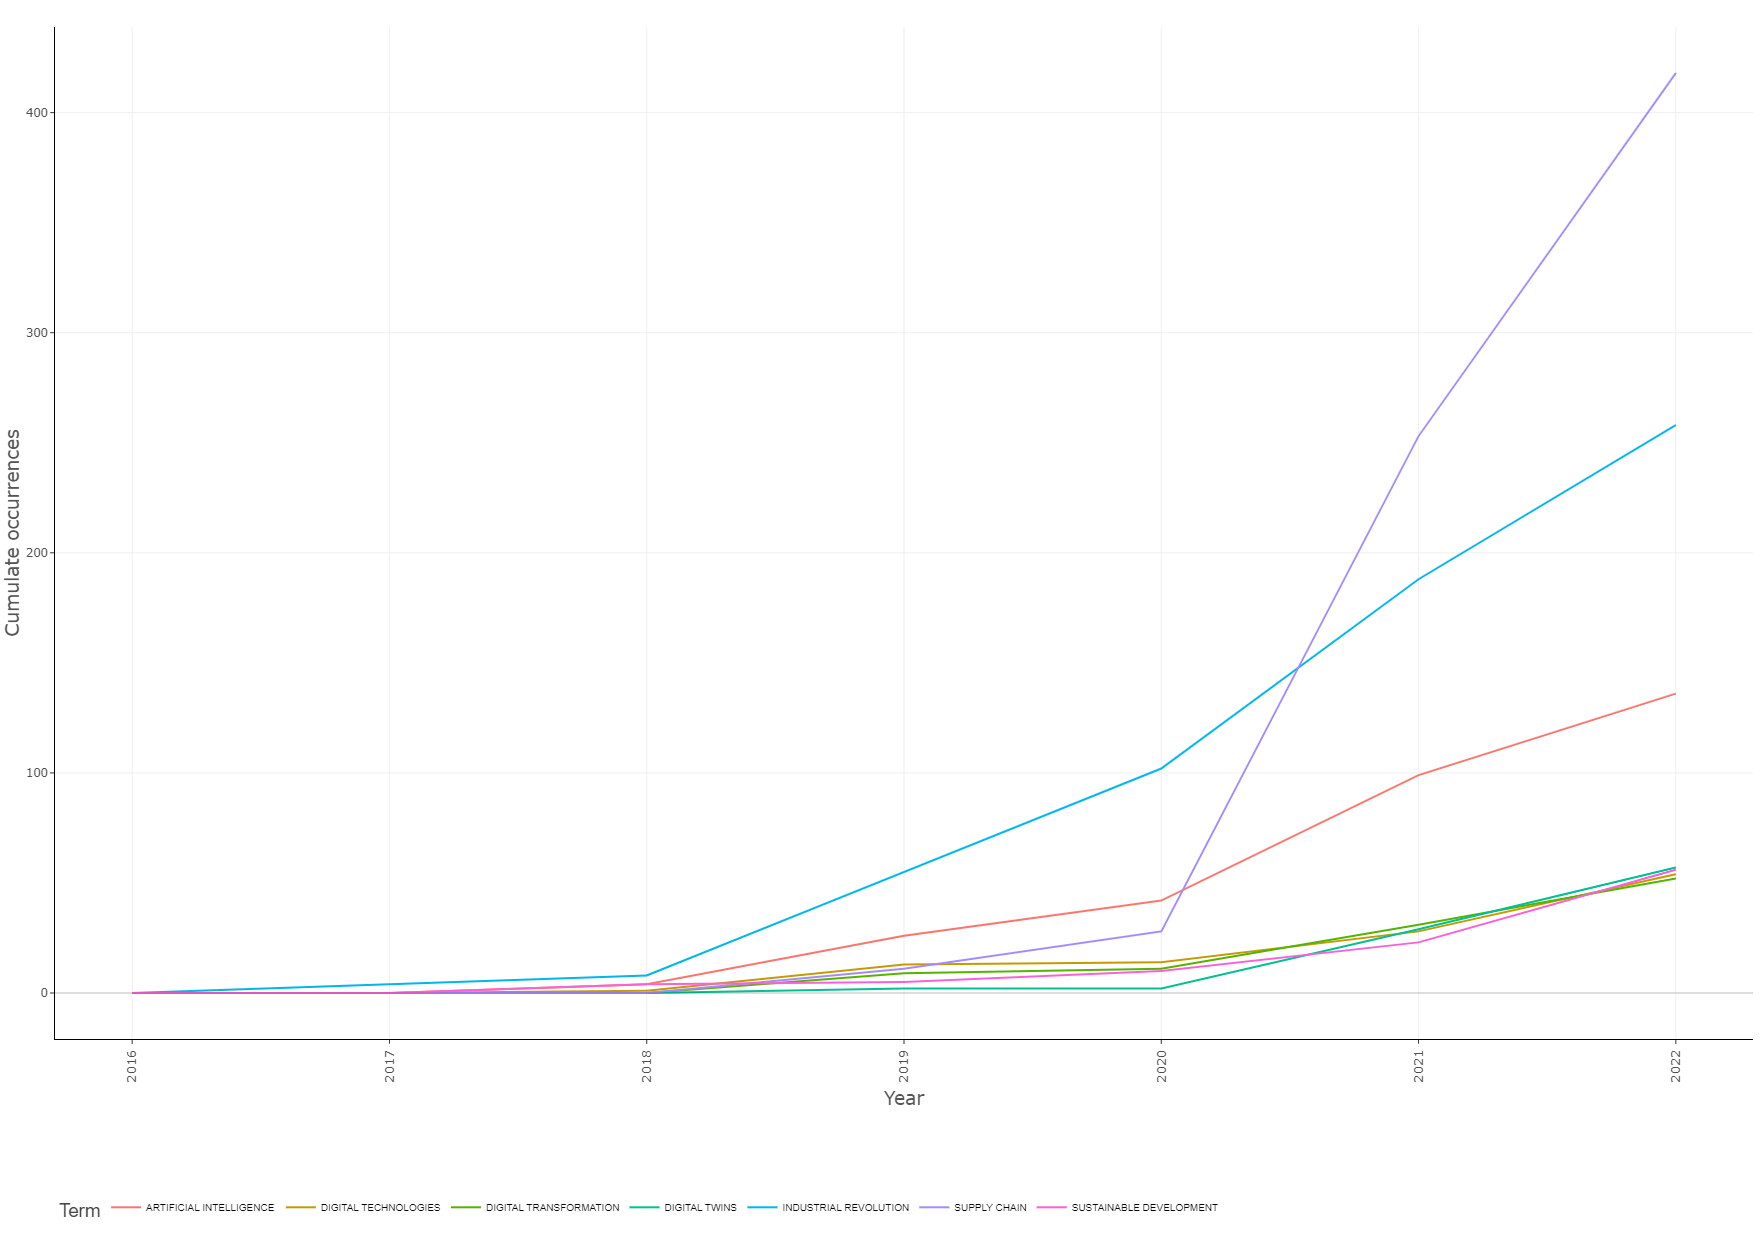 Cumulate occurrences
400
300
200
100
0
2016 2017 2018 2019 2020 2021 2022
Year
Term ARTIFICIAL INTELLIGENCE DIGITAL TECHNOLOGIES DIGITAL TRANSFORMATION DIGITAL TWINS INDUSTRIAL REVOLUTION SUPPLY CHAIN SUSTAINABLE DEVELOPMENT